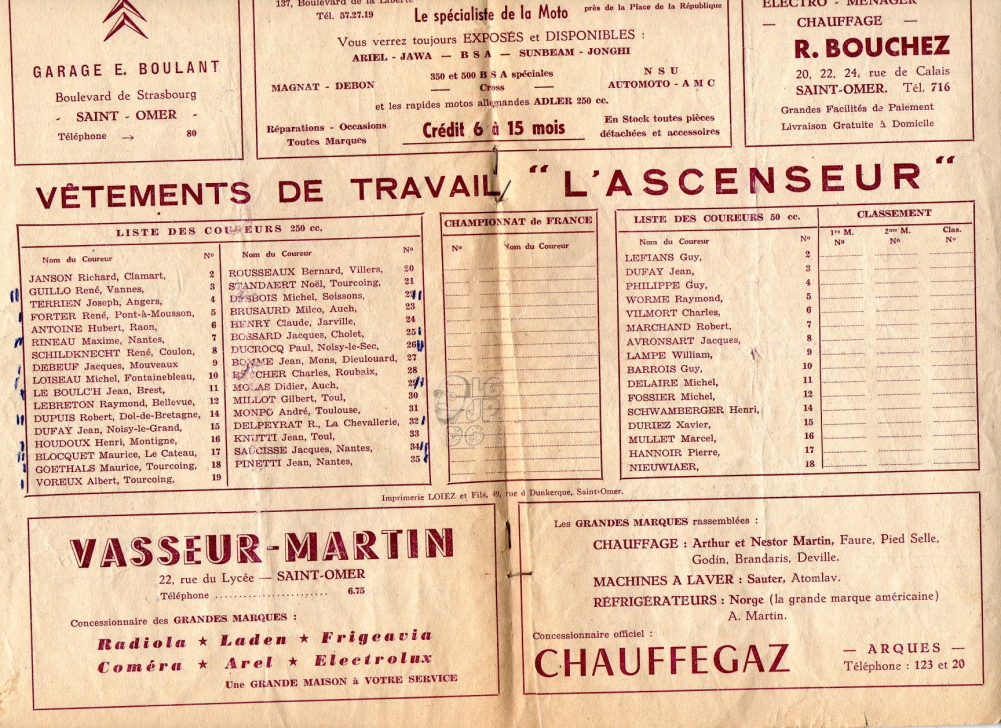 GARAGE E. BOULANT
Boulevard de Strasbourg
- SAINT - OMER -
Téléphone → 80
137, Boulevard de la Liberté
Tél. 57.27.19
Le spécialiste de la Moto
près de la Place de la République
Vous verrez toujours EXPOSÉS et DISPONIBLES :
ARIEL - JAWA — B S A — SUNBEAM - JONGHI
MAGNAT - DEBON
350 et 500 B S A spéciales
— Cross —
N S U
AUTOMOTO - A M C
et les rapides motos allemandes ADLER 250 cc.
Réparations - Occasions
Toutes Marques
Crédit 6 à 15 mois
En Stock toutes pièces
détachées et accessoires
ELECTRO - MENAGER
— CHAUFFAGE —
R. BOUCHEZ
20, 22, 24, rue de Calais
SAINT-OMER. Tél. 716
Grandes Facilités de Paiement
Livraison Gratuite à Domicile
VÊTEMENTS DE TRAVAIL " L'ASCENSEUR "
LISTE DES COUREURS 250 cc.
Nom du Coureur No
JANSON Richard, Clamart, 2
GUILLO René, Vannes, 3
TERRIEN Joseph, Angers, 4
FORTER René, Pont-à-Mousson, 5
ANTOINE Hubert, Raon, 6
RINEAU Maxime, Nantes, 7
SCHILDKNECHT René, Coulon, 8
DEBEUF Jacques, Mouveaux 9
LOISEAU Michel, Fontainebleau, 10
LE BOULC'H Jean, Brest, 11
LEBRETON Raymond, Bellevue, 12
DUPUIS Robert, Dol-de-Bretagne, 14
DUFAY Jean, Noisy-le-Grand, 15
HOUDOUX Henri, Montigne, 16
BLOCQUET Maurice, Le Cateau, 17
GOETHALS Maurice, Tourcoing, 18
VOREUX Albert, Tourcoing, 19
Nom du Coureur No
ROUSSEAUX Bernard, Villers, 20
STANDAERT Noël, Tourcoing, 21
DESBOIS Michel, Soissons, 22
BRUSAURD Milco, Auch, 23
HENRY Claude, Jarville, 24
BOSSARD Jacques, Cholet, 25
DUCROCQ Paul, Noisy-le-Sec, 26
BOMME Jean, Mons, Dieulouard, 27
Charles, Roubaix, 28
MOLAS Didier, Auch, 29
MILLOT Gilbert, Toul, 30
MONPO André, Toulouse, 31
DELPEYRAT R., La Chevallerie, 32
KNUTTI Jean, Toul, 33
SAUCISSE Jacques, Nantes, 34
PINETTI Jean, Nantes, 35
CHAMPIONNAT de FRANCE
No Nom du Coureur
LISTE DES COUREURS 50 cc.
Nom du Coureur No
LEFIANS Guy, 2
DUFAY Jean, 3
PHILIPPE Guy, 4
WORME Raymond, 5
VILMORT Charles, 6
MARCHAND Robert, 7
AVRONSART Jacques, 8
LAMPE William, 9
BARROIS Guy, 10
DELAIRE Michel, 11
FOSSIER Michel, 12
SCHWAMBERGER Henri, 14
DURIEZ Xavier, 15
MULLET Marcel, 16
HANNOIR Pierre, 17
NIEUWIAER, 18
CLASSEMENT
1re M. 2me M. Clas.
No No No
Imprimerie LOIEZ et Fils, 49, rue d Dunkerque, Saint-Omer.
VASSEUR-MARTIN
22, rue du Lycée — SAINT-OMER
Téléphone ....................... 6.75
Concessionnaire des GRANDES MARQUES :
Radiola ★ Laden ★ Frigeavia
Coméra ★ Arel ★ Electrolux
Une GRANDE MAISON à VOTRE SERVICE
Les GRANDES MARQUES rassemblées :
CHAUFFAGE : Arthur et Nestor Martin, Faure, Pied Selle,
Godin, Brandaris, Deville.
MACHINES A LAVER : Sauter, Atomlav.
RÉFRIGÉRATEURS : Norge (la grande marque américaine)
A. Martin.
Concessionnaire officiel :
CHAUFFEGAZ
— ARQUES —
Téléphone : 123 et 20